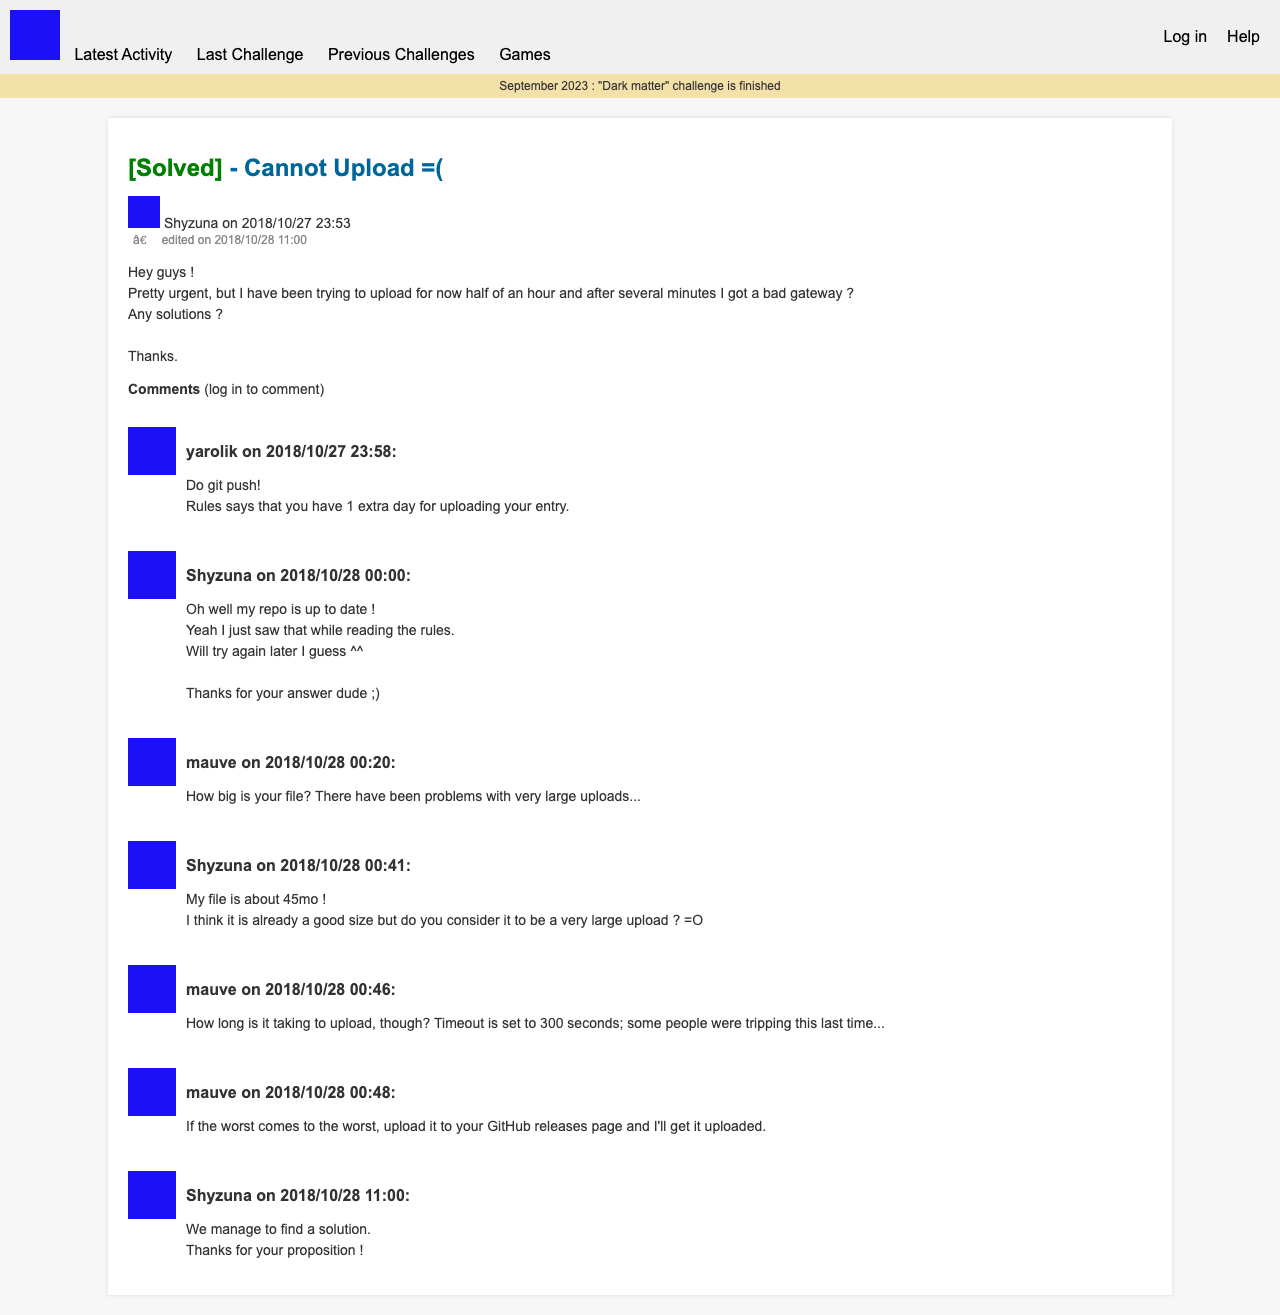 Latest Activity Last Challenge Previous Challenges Games
Log in Help
September 2023 : "Dark matter" challenge is finished
[Solved] - Cannot Upload =(
Shyzuna on 2018/10/27 23:53
â€ edited on 2018/10/28 11:00
Hey guys !
Pretty urgent, but I have been trying to upload for now half of an hour and after several minutes I got a bad gateway ?
Any solutions ?
Thanks.
Comments (log in to comment)
yarolik on 2018/10/27 23:58:
Do git push!
Rules says that you have 1 extra day for uploading your entry.
Shyzuna on 2018/10/28 00:00:
Oh well my repo is up to date !
Yeah I just saw that while reading the rules.
Will try again later I guess ^^
Thanks for your answer dude ;)
mauve on 2018/10/28 00:20:
How big is your file? There have been problems with very large uploads...
Shyzuna on 2018/10/28 00:41:
My file is about 45mo !
I think it is already a good size but do you consider it to be a very large upload ? =O
mauve on 2018/10/28 00:46:
How long is it taking to upload, though? Timeout is set to 300 seconds; some people were tripping this last time...
mauve on 2018/10/28 00:48:
If the worst comes to the worst, upload it to your GitHub releases page and I'll get it uploaded.
Shyzuna on 2018/10/28 11:00:
We manage to find a solution.
Thanks for your proposition !